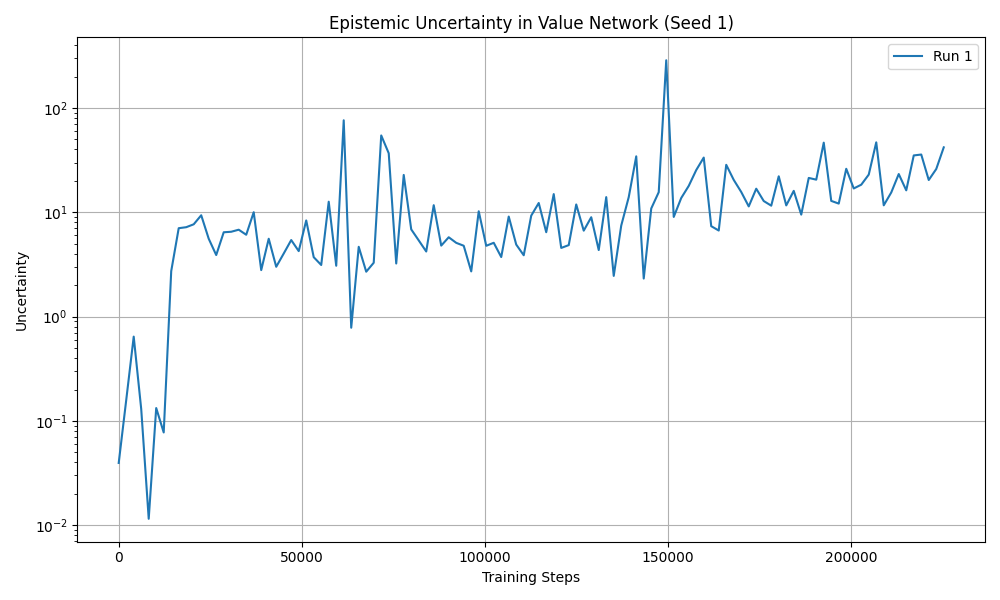 Epistemic Uncertainty in Value Network (Seed 1)
Run 1
Uncertainty
10²
10¹
10⁰
10⁻¹
10⁻²
0 50000 100000 150000 200000
Training Steps